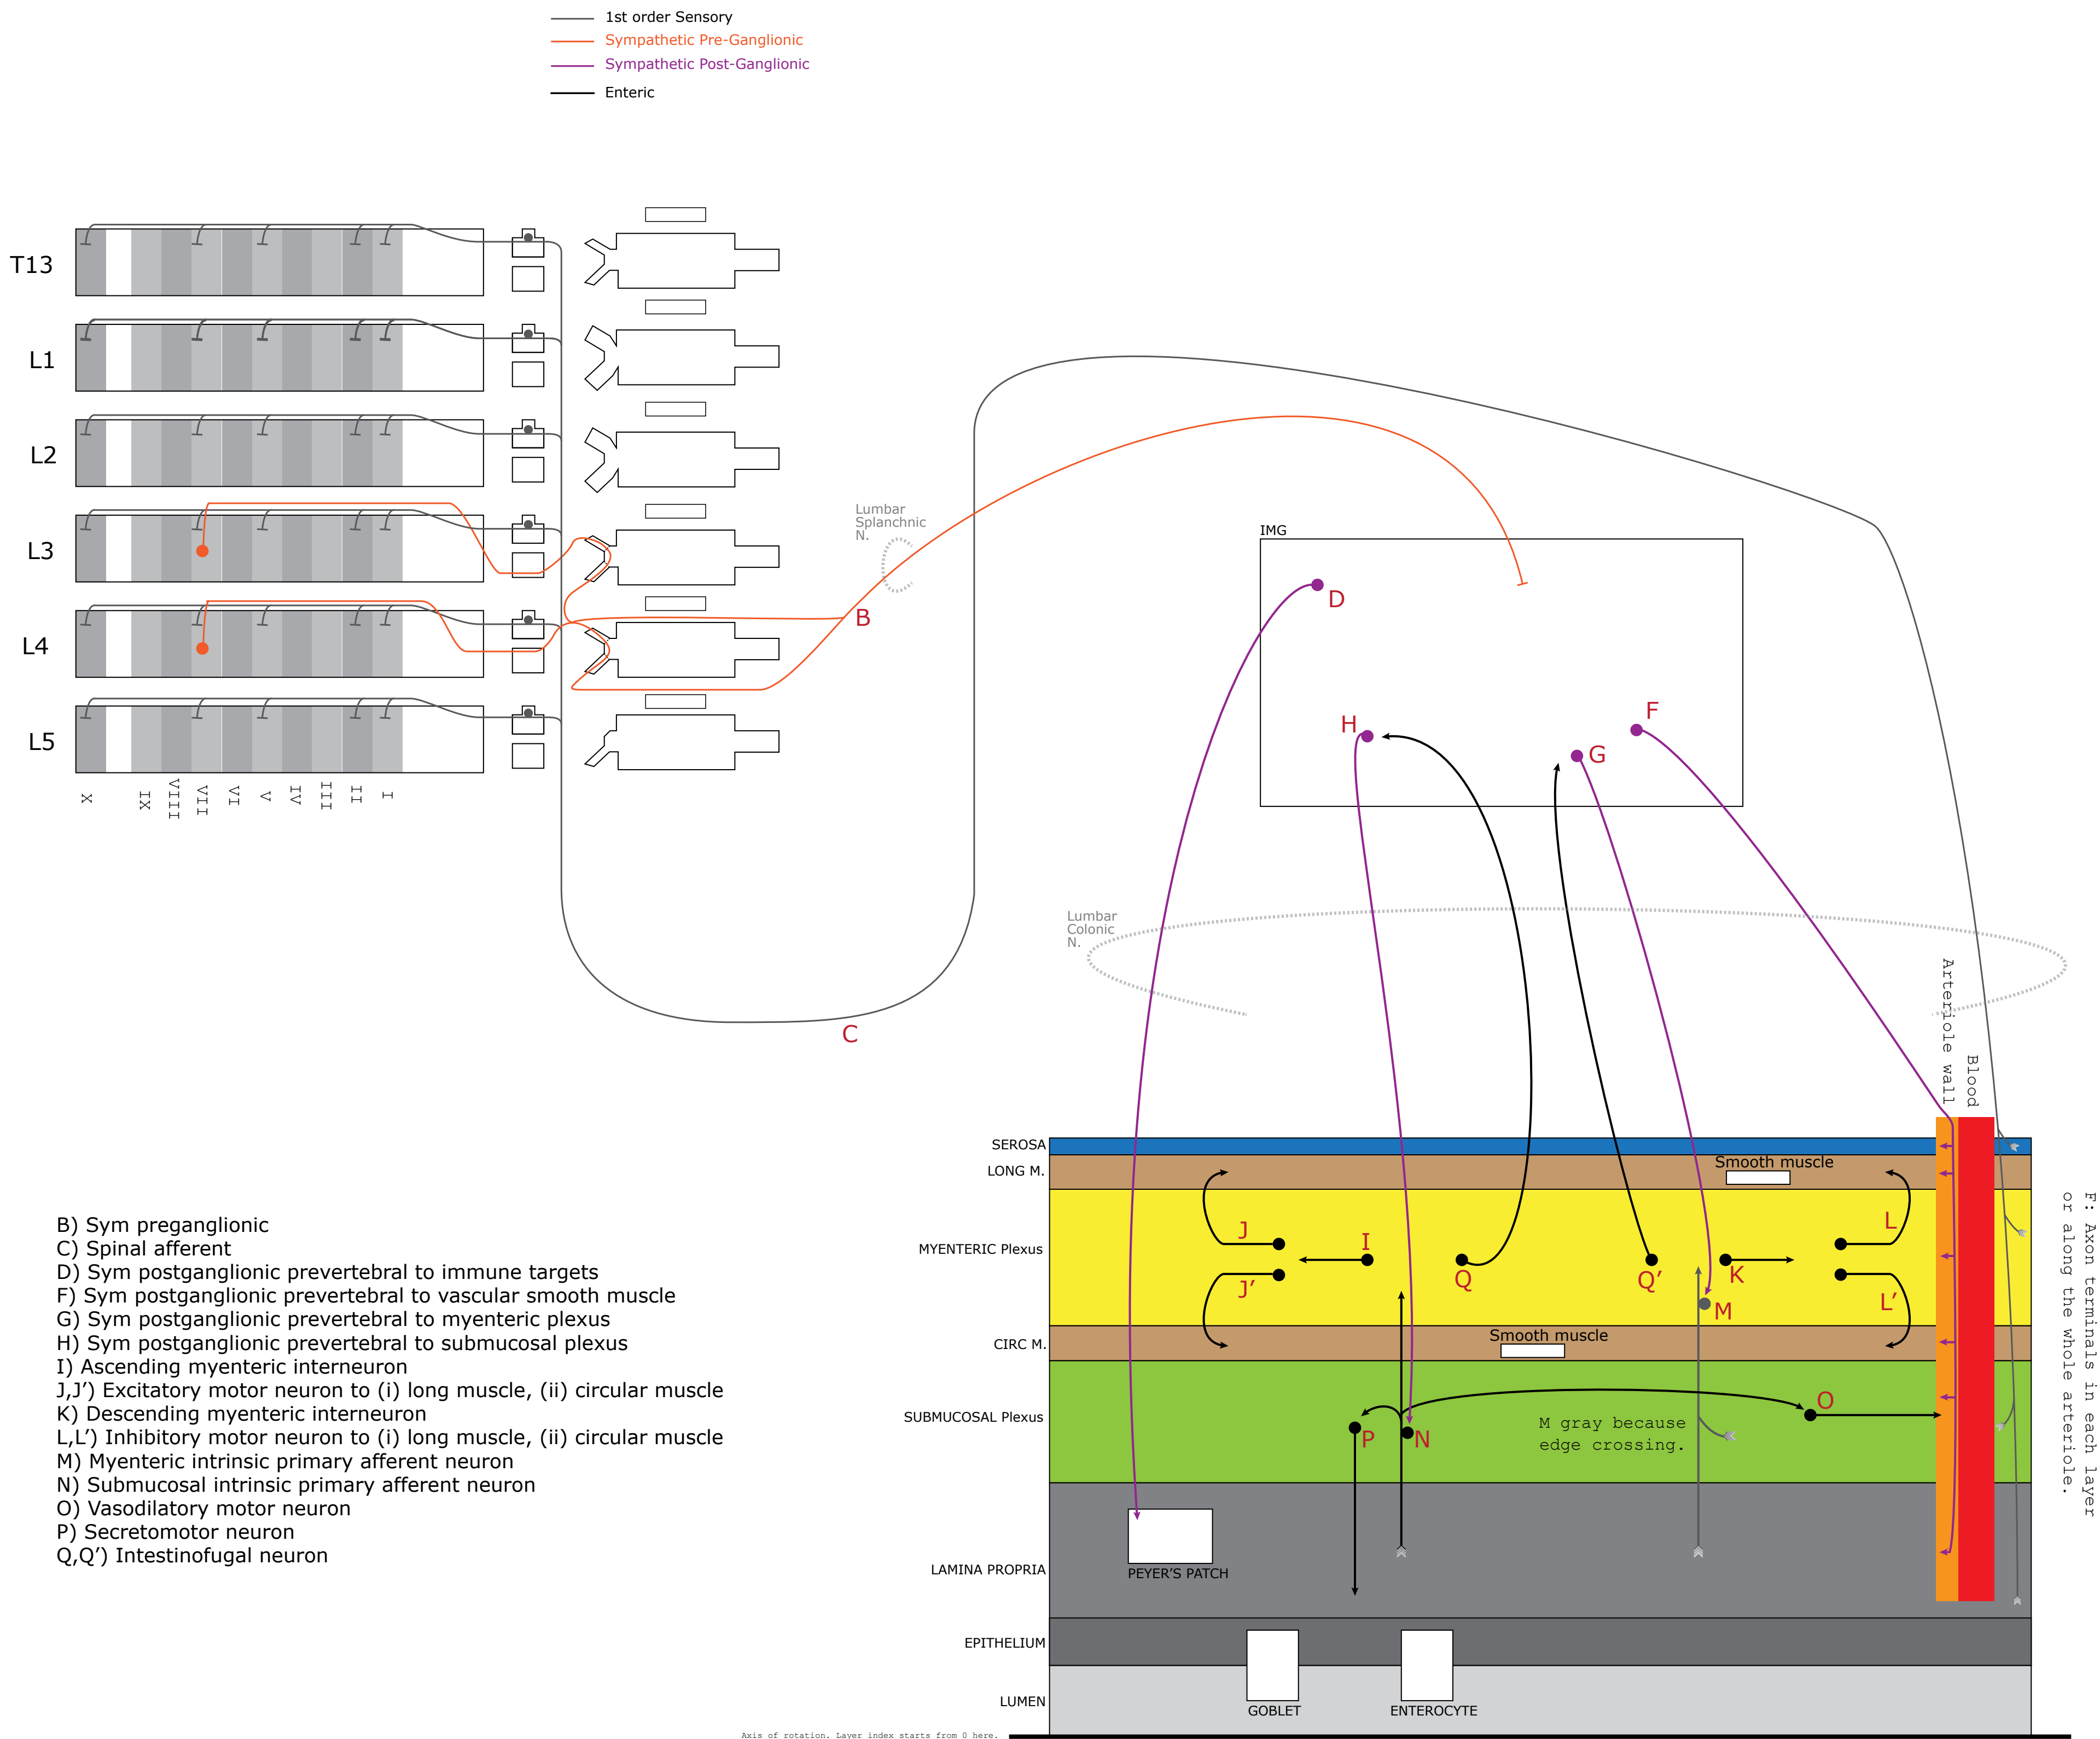 1st order Sensory
Sympathetic Pre-Ganglionic
Sympathetic Post-Ganglionic
Enteric
T13
L1
L2
L3
L4
L5
X
IX
VIII
VII
VI
V
IV
III
II
I
Lumbar
Splanchnic
N.
B
C
IMG
D
H
F
G
Lumbar
Colonic
N.
Arteriole wall
Blood
SEROSA
LONG M.
Smooth muscle
MYENTERIC Plexus
J
I
L
Q
Q’
K
J’
L’
M
CIRC M.
Smooth muscle
SUBMUCOSAL Plexus
O
P
N
M gray because
edge crossing.
LAMINA PROPRIA
PEYER’S PATCH
EPITHELIUM
LUMEN
GOBLET
ENTEROCYTE
F: Axon terminals in each layer
or along the whole arteriole.
B) Sym preganglionic
C) Spinal afferent
D) Sym postganglionic prevertebral to immune targets
F) Sym postganglionic prevertebral to vascular smooth muscle
G) Sym postganglionic prevertebral to myenteric plexus
H) Sym postganglionic prevertebral to submucosal plexus
I) Ascending myenteric interneuron
J,J’) Excitatory motor neuron to (i) long muscle, (ii) circular muscle
K) Descending myenteric interneuron
L,L’) Inhibitory motor neuron to (i) long muscle, (ii) circular muscle
M) Myenteric intrinsic primary afferent neuron
N) Submucosal intrinsic primary afferent neuron
O) Vasodilatory motor neuron
P) Secretomotor neuron
Q,Q’) Intestinofugal neuron
Axis of rotation. Layer index starts from 0 here.